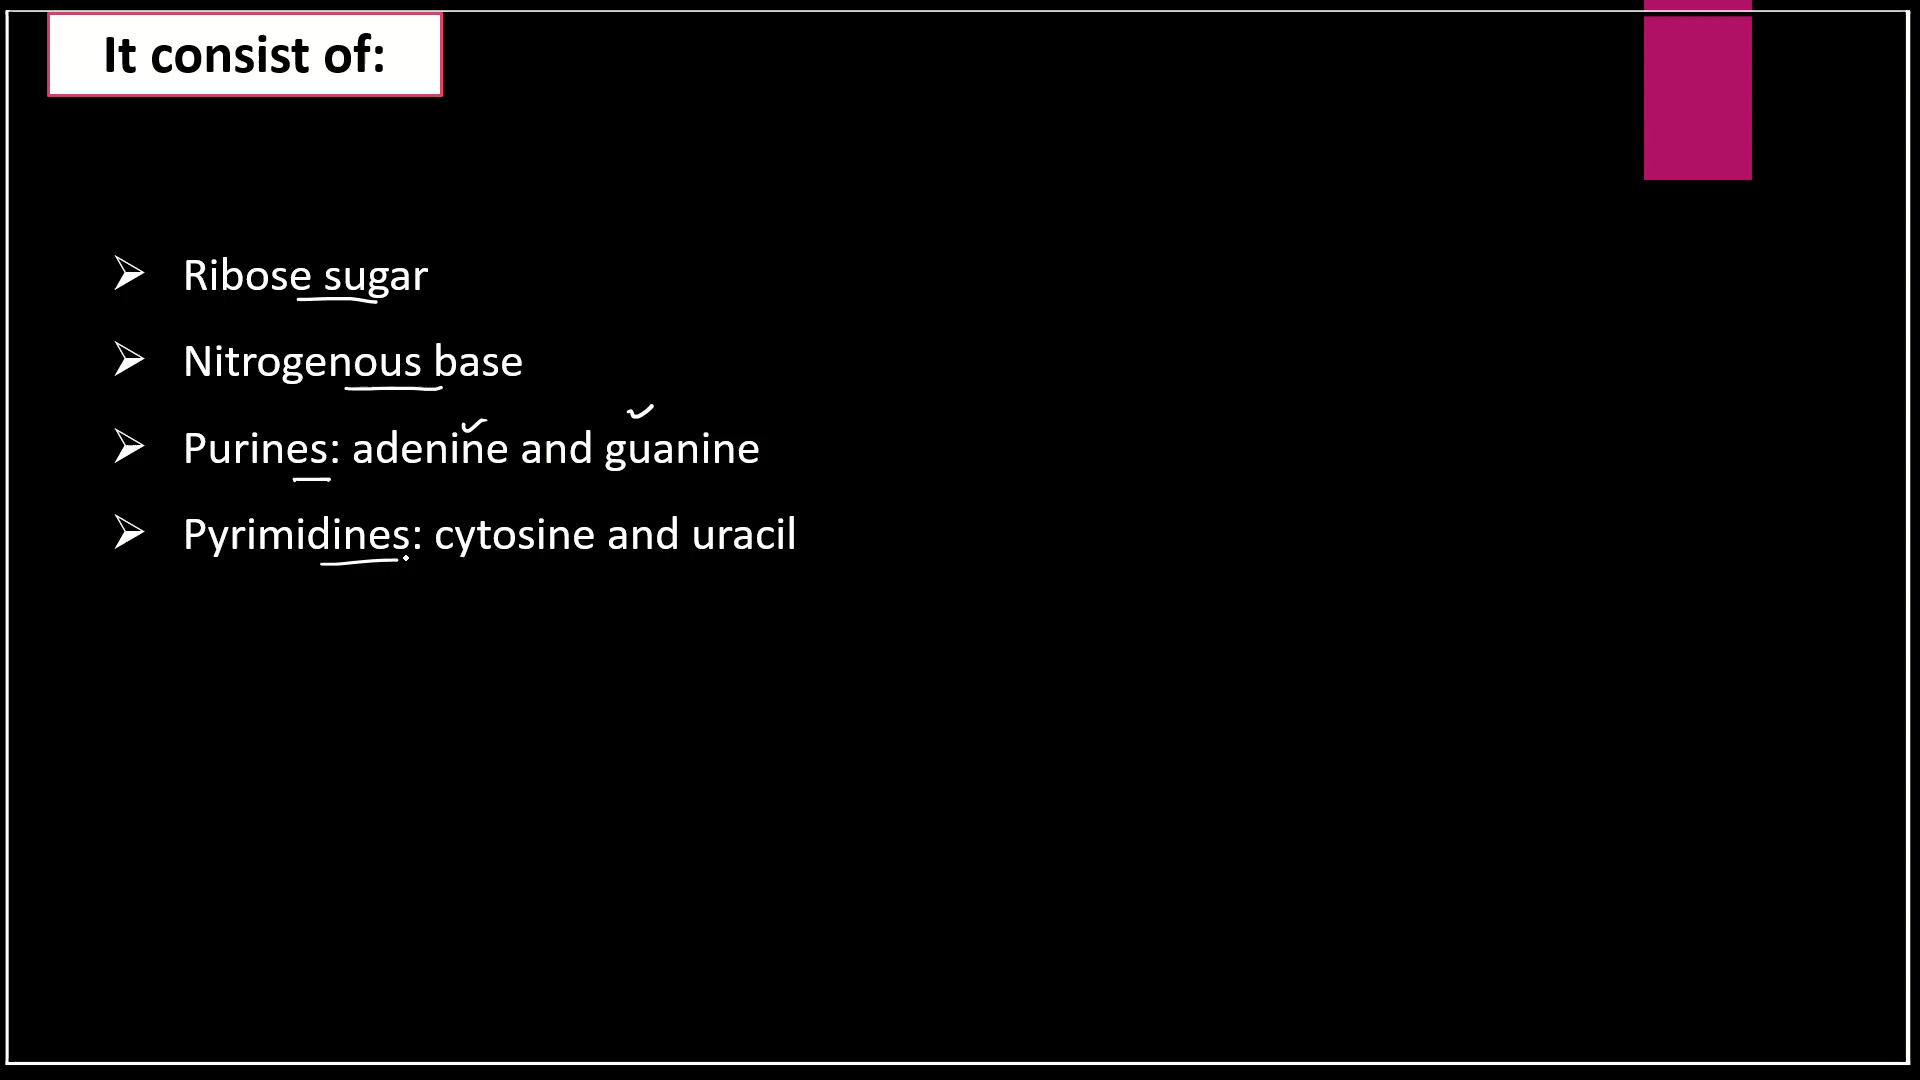 It consist of:
Ribose sugar
Nitrogenous base
Purines: adenine and guanine
Pyrimidines: cytosine and uracil